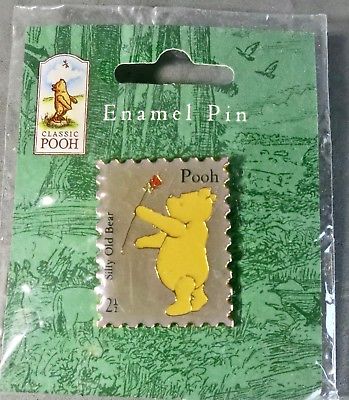 CLASSIC
POOH
Enamel Pin
Pooh
Silly Old Bear
2½